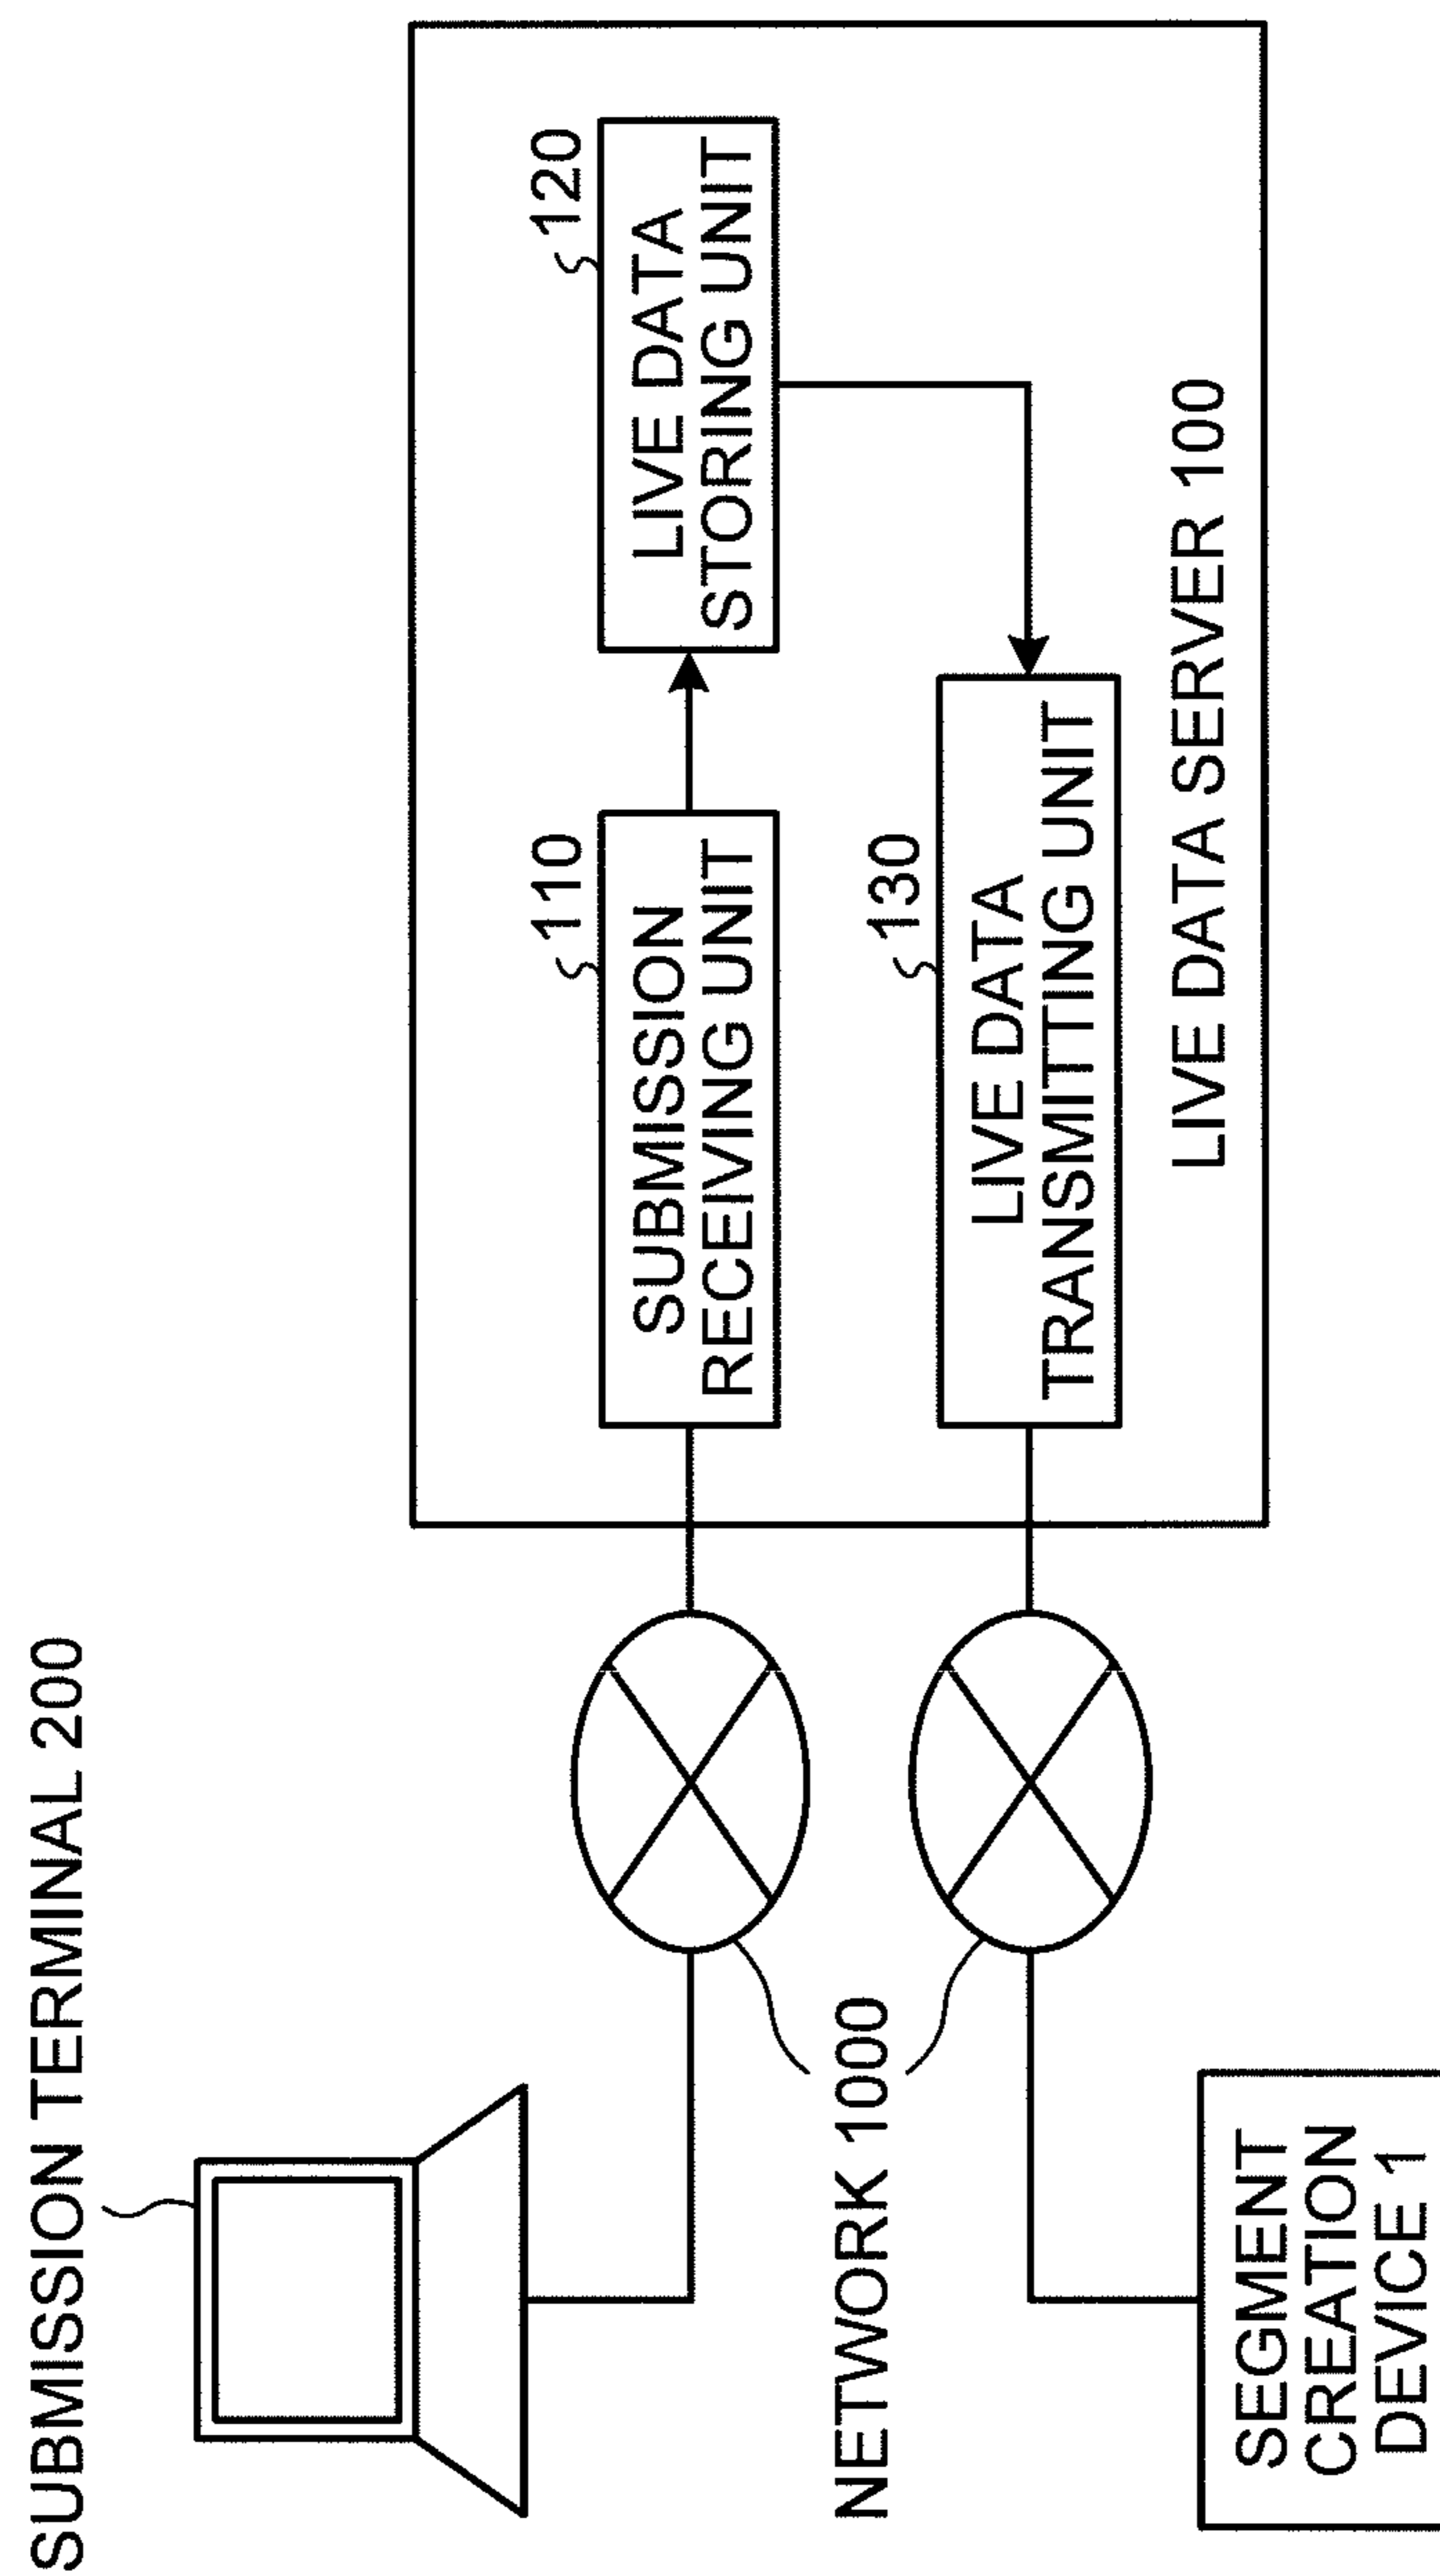 SUBMISSION TERMINAL 200
110
SUBMISSION
RECEIVING UNIT
120
LIVE DATA
STORING UNIT
NETWORK 1000
130
LIVE DATA
TRANSMITTING UNIT
LIVE DATA SERVER 100
SEGMENT
CREATION
DEVICE 1